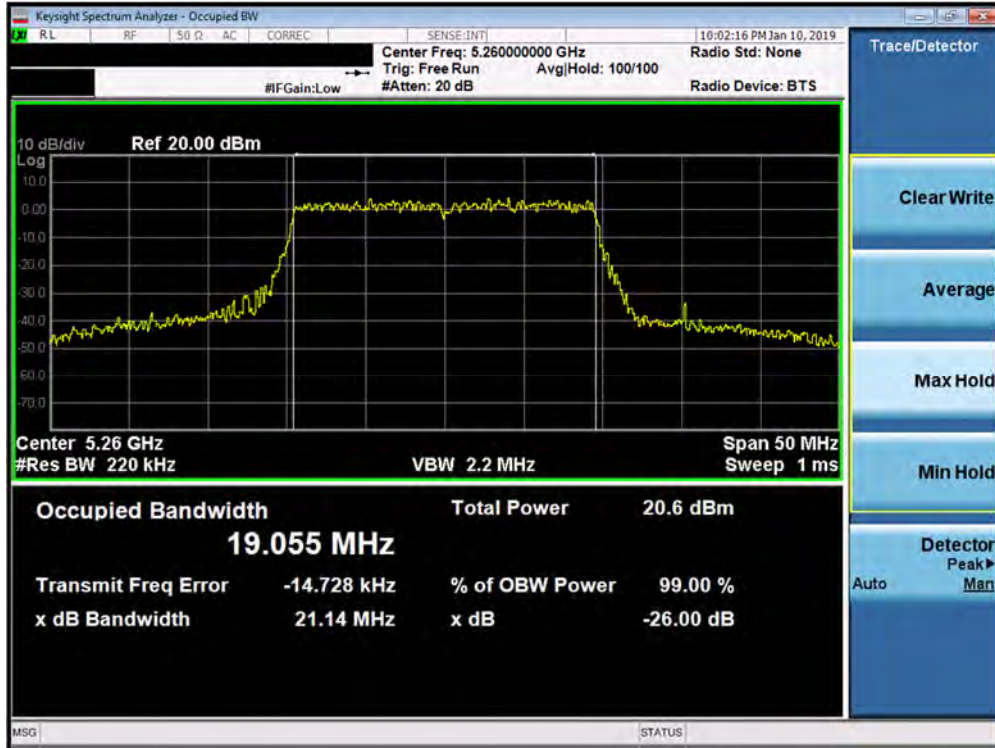 Keysight Spectrum Analyzer - Occupied BW
LXI RL RF 50 Ω AC CORREC SENSE:INT 10:02:16 PM Jan 10, 2019
Center Freq: 5.260000000 GHz Radio Std: None
Trig: Free Run Avg|Hold: 100/100
#IFGain:Low #Atten: 20 dB Radio Device: BTS
10 dB/div Ref 20.00 dBm
Log
10.0
0.00
-10.0
-20.0
-30.0
-40.0
-50.0
-60.0
-70.0
Center 5.26 GHz Span 50 MHz
#Res BW 220 kHz VBW 2.2 MHz Sweep 1 ms
Occupied Bandwidth Total Power 20.6 dBm
19.055 MHz
Transmit Freq Error -14.728 kHz % of OBW Power 99.00 %
x dB Bandwidth 21.14 MHz x dB -26.00 dB
MSG STATUS
Trace/Detector
Clear Write
Average
Max Hold
Min Hold
Detector
Peak▶
Auto Man